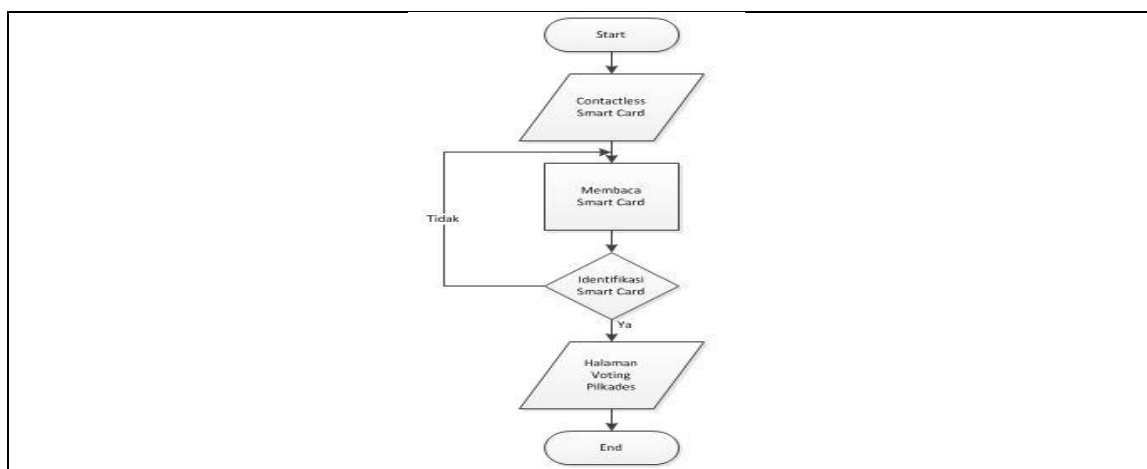 Start
Contactless
Smart Card
Membaca
Smart Card
Tidak
Identifikasi
Smart Card
Ya
Halaman
Voting
Pilkades
End